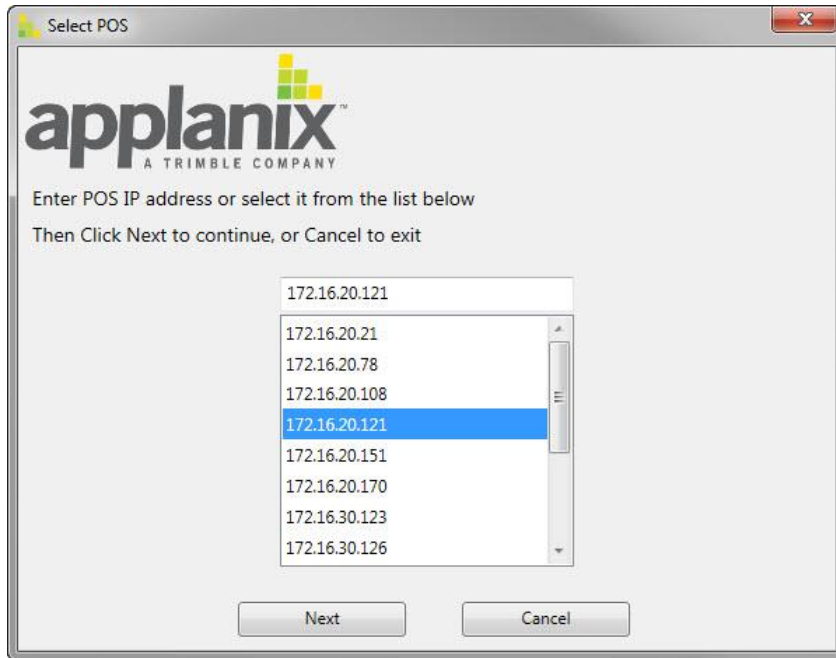 Select POS
applanix™
A TRIMBLE COMPANY
Enter POS IP address or select it from the list below
Then Click Next to continue, or Cancel to exit
172.16.20.121
172.16.20.21
172.16.20.78
172.16.20.108
172.16.20.121
172.16.20.151
172.16.20.170
172.16.30.123
172.16.30.126
Next Cancel